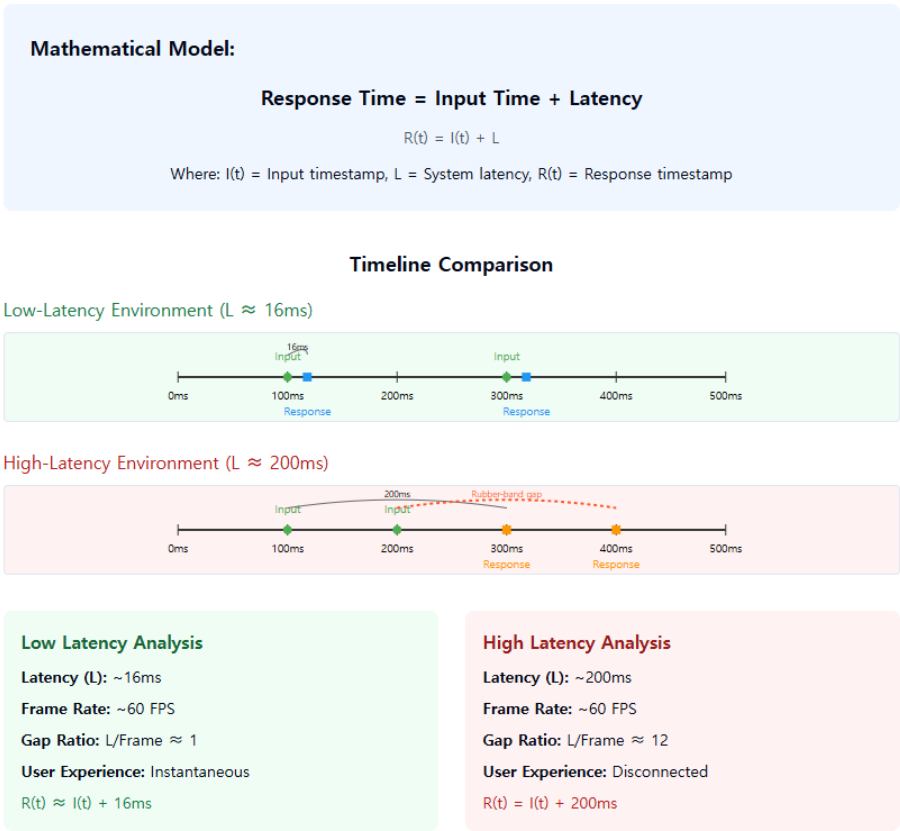 Mathematical Model:
Response Time = Input Time + Latency
R(t) = I(t) + L
Where: I(t) = Input timestamp, L = System latency, R(t) = Response timestamp
Timeline Comparison
Low-Latency Environment (L ≈ 16ms)
16ms
Input Input
0ms 100ms 200ms 300ms 400ms 500ms
Response Response
High-Latency Environment (L ≈ 200ms)
200ms Rubber-band gap
Input Input
0ms 100ms 200ms 300ms 400ms 500ms
Response Response
Low Latency Analysis
Latency (L): ~16ms
Frame Rate: ~60 FPS
Gap Ratio: L/Frame ≈ 1
User Experience: Instantaneous
R(t) ≈ I(t) + 16ms
High Latency Analysis
Latency (L): ~200ms
Frame Rate: ~60 FPS
Gap Ratio: L/Frame ≈ 12
User Experience: Disconnected
R(t) = I(t) + 200ms